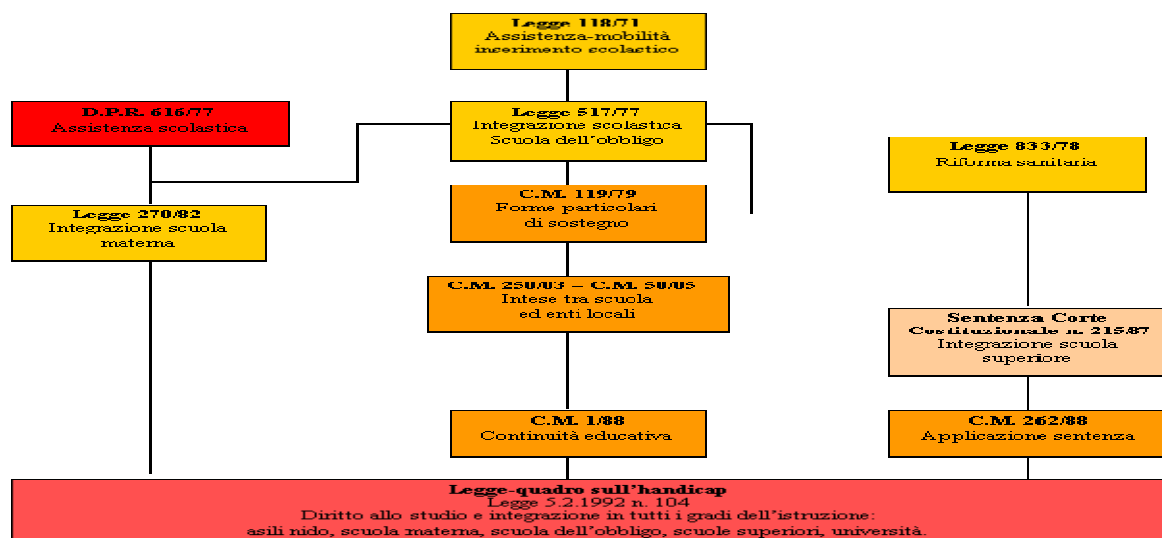 Legge 118/71
Assistenza-mobilità
inserimento scolastico
D.P.R. 616/77
Assistenza scolastica
Legge 517/77
Integrazione scolastica
Scuola dell'obbligo
Legge 833/78
Riforma sanitaria
C.M. 119/79
Forme particolari
di sostegno
Legge 270/82
Integrazione scuola
materna
C.M. 250/03 – C.M. 50/05
Intese tra scuola
ed enti locali
Sentenza Corte
Costituzionale n. 215/87
Integrazione scuola
superiore
C.M. 1/88
Continuità educativa
C.M. 262/88
Applicazione sentenza
Legge-quadro sull'handicap
Legge 5.2.1992 n. 104
Diritto allo studio e integrazione in tutti i gradi dell'istruzione:
asili nido, scuola materna, scuola dell'obbligo, scuole superiori, università.